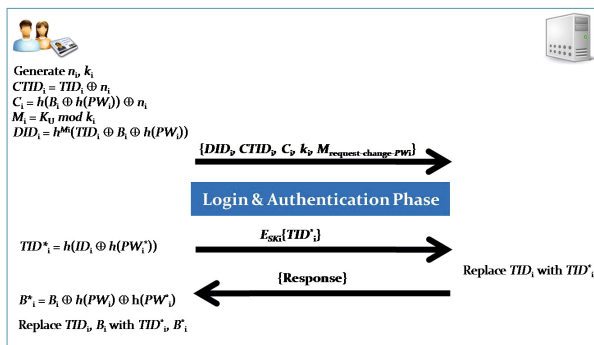 Generate nᵢ, kᵢ
CTIDᵢ = TIDᵢ ⊕ nᵢ
Cᵢ = h(Bᵢ ⊕ h(PWᵢ)) ⊕ nᵢ
Mᵢ = K_U mod kᵢ
DIDᵢ = h^Mi(TIDᵢ ⊕ Bᵢ ⊕ h(PWᵢ))
{DIDᵢ, CTIDᵢ, Cᵢ, kᵢ, M_request-change-PWi}
Login & Authentication Phase
TID*ᵢ = h(IDᵢ ⊕ h(PWᵢ*))
E_SKi{TID*ᵢ}
Replace TIDᵢ with TID*ᵢ
{Response}
B*ᵢ = Bᵢ ⊕ h(PWᵢ) ⊕ h(PW*ᵢ)
Replace TIDᵢ, Bᵢ with TID*ᵢ, B*ᵢ